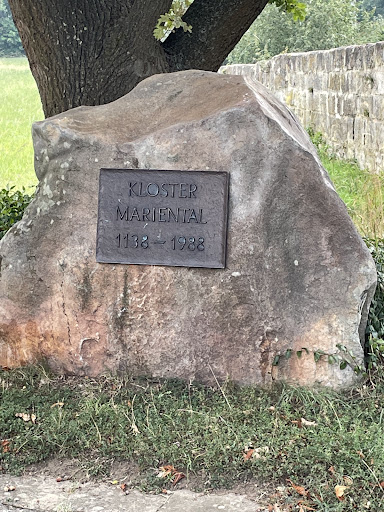 KLOSTER
MARIENTAL
1138 – 1988